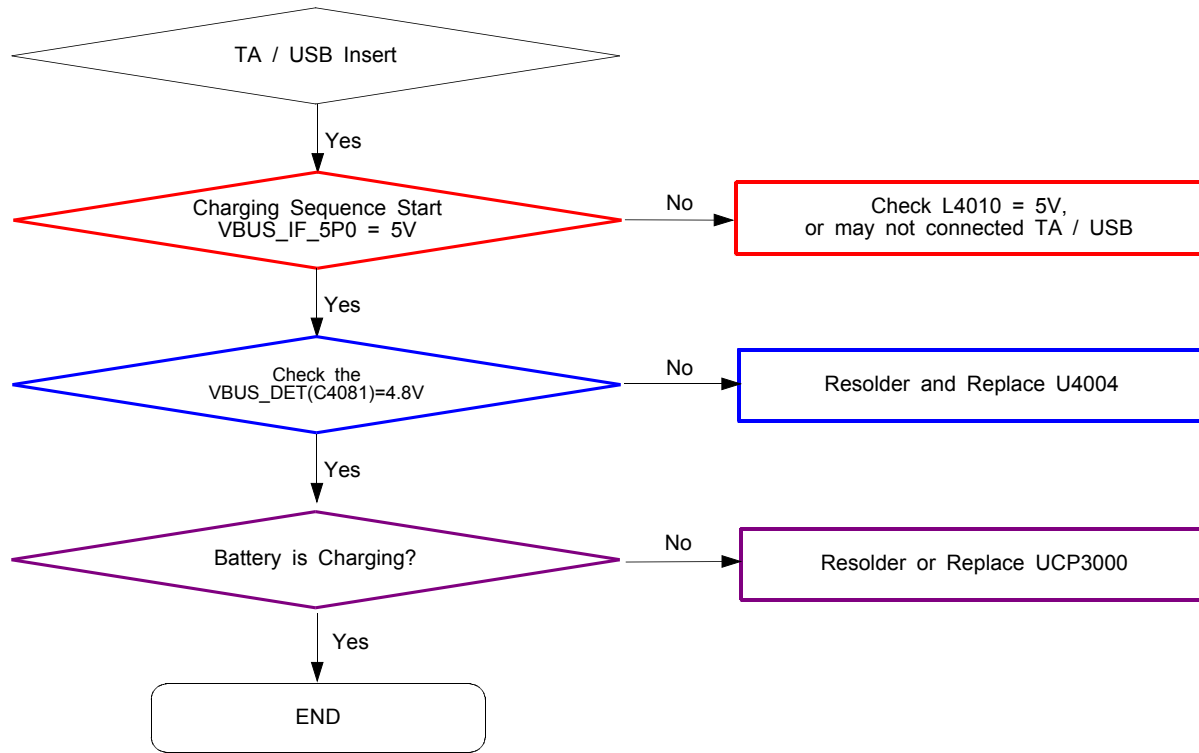 TA / USB Insert
Yes
Charging Sequence Start
VBUS_IF_5P0 = 5V
No
Check L4010 = 5V,
or may not connected TA / USB
Yes
Check the
VBUS_DET(C4081)=4.8V
No
Resolder and Replace U4004
Yes
Battery is Charging?
No
Resolder or Replace UCP3000
Yes
END